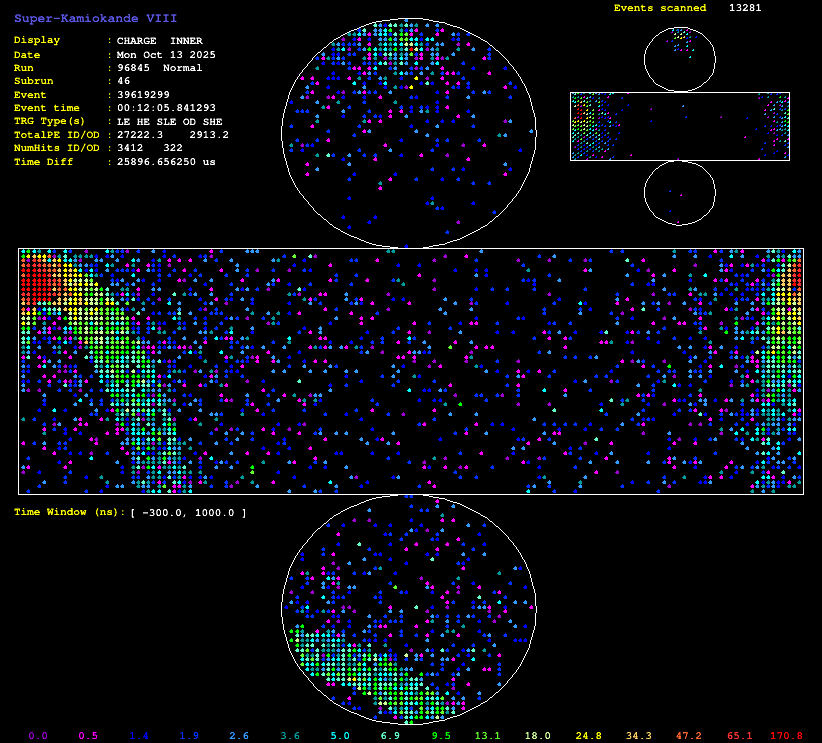 Super-Kamiokande VIII
Events scanned 13281
Display : CHARGE INNER
Date : Mon Oct 13 2025
Run : 96845 Normal
Subrun : 46
Event : 39619299
Event time : 00:12:05.841293
TRG Type(s) : LE HE SLE OD SHE
TotalPE ID/OD : 27222.3 2913.2
NumHits ID/OD : 3412 322
Time Diff : 25896.656250 us
Time Window (ns): [ -300.0, 1000.0 ]
0.0 0.5 1.4 1.9 2.6 3.6 5.0 6.9 9.5 13.1 18.0 24.8 34.3 47.2 65.1 170.8